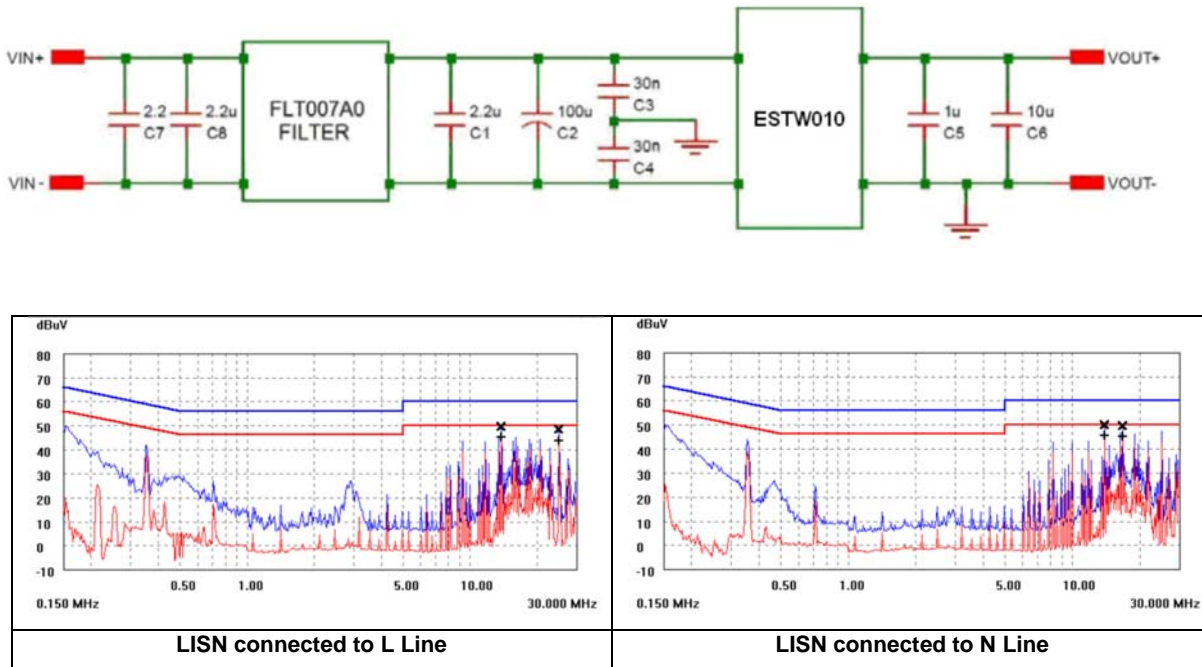 VIN+
VIN-
2.2
C7
2.2u
C8
FLT007A0
FILTER
2.2u
C1
100u
C2
30n
C3
30n
C4
ESTW010
1u
C5
10u
C6
VOUT+
VOUT-
dBuV
80
70
60
50
40
30
20
10
0
-10
0.50
1.00
5.00
10.00
0.150 MHz
30.000 MHz
LISN connected to L Line
dBuV
80
70
60
50
40
30
20
10
0
-10
0.50
1.00
5.00
10.00
0.150 MHz
30.000 MHz
LISN connected to N Line